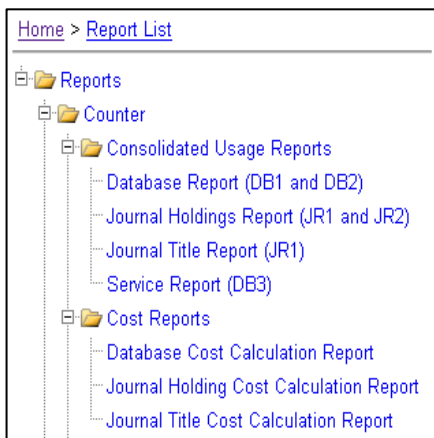 Home > Report List
Reports
Counter
Consolidated Usage Reports
Database Report (DB1 and DB2)
Journal Holdings Report (JR1 and JR2)
Journal Title Report (JR1)
Service Report (DB3)
Cost Reports
Database Cost Calculation Report
Journal Holding Cost Calculation Report
Journal Title Cost Calculation Report